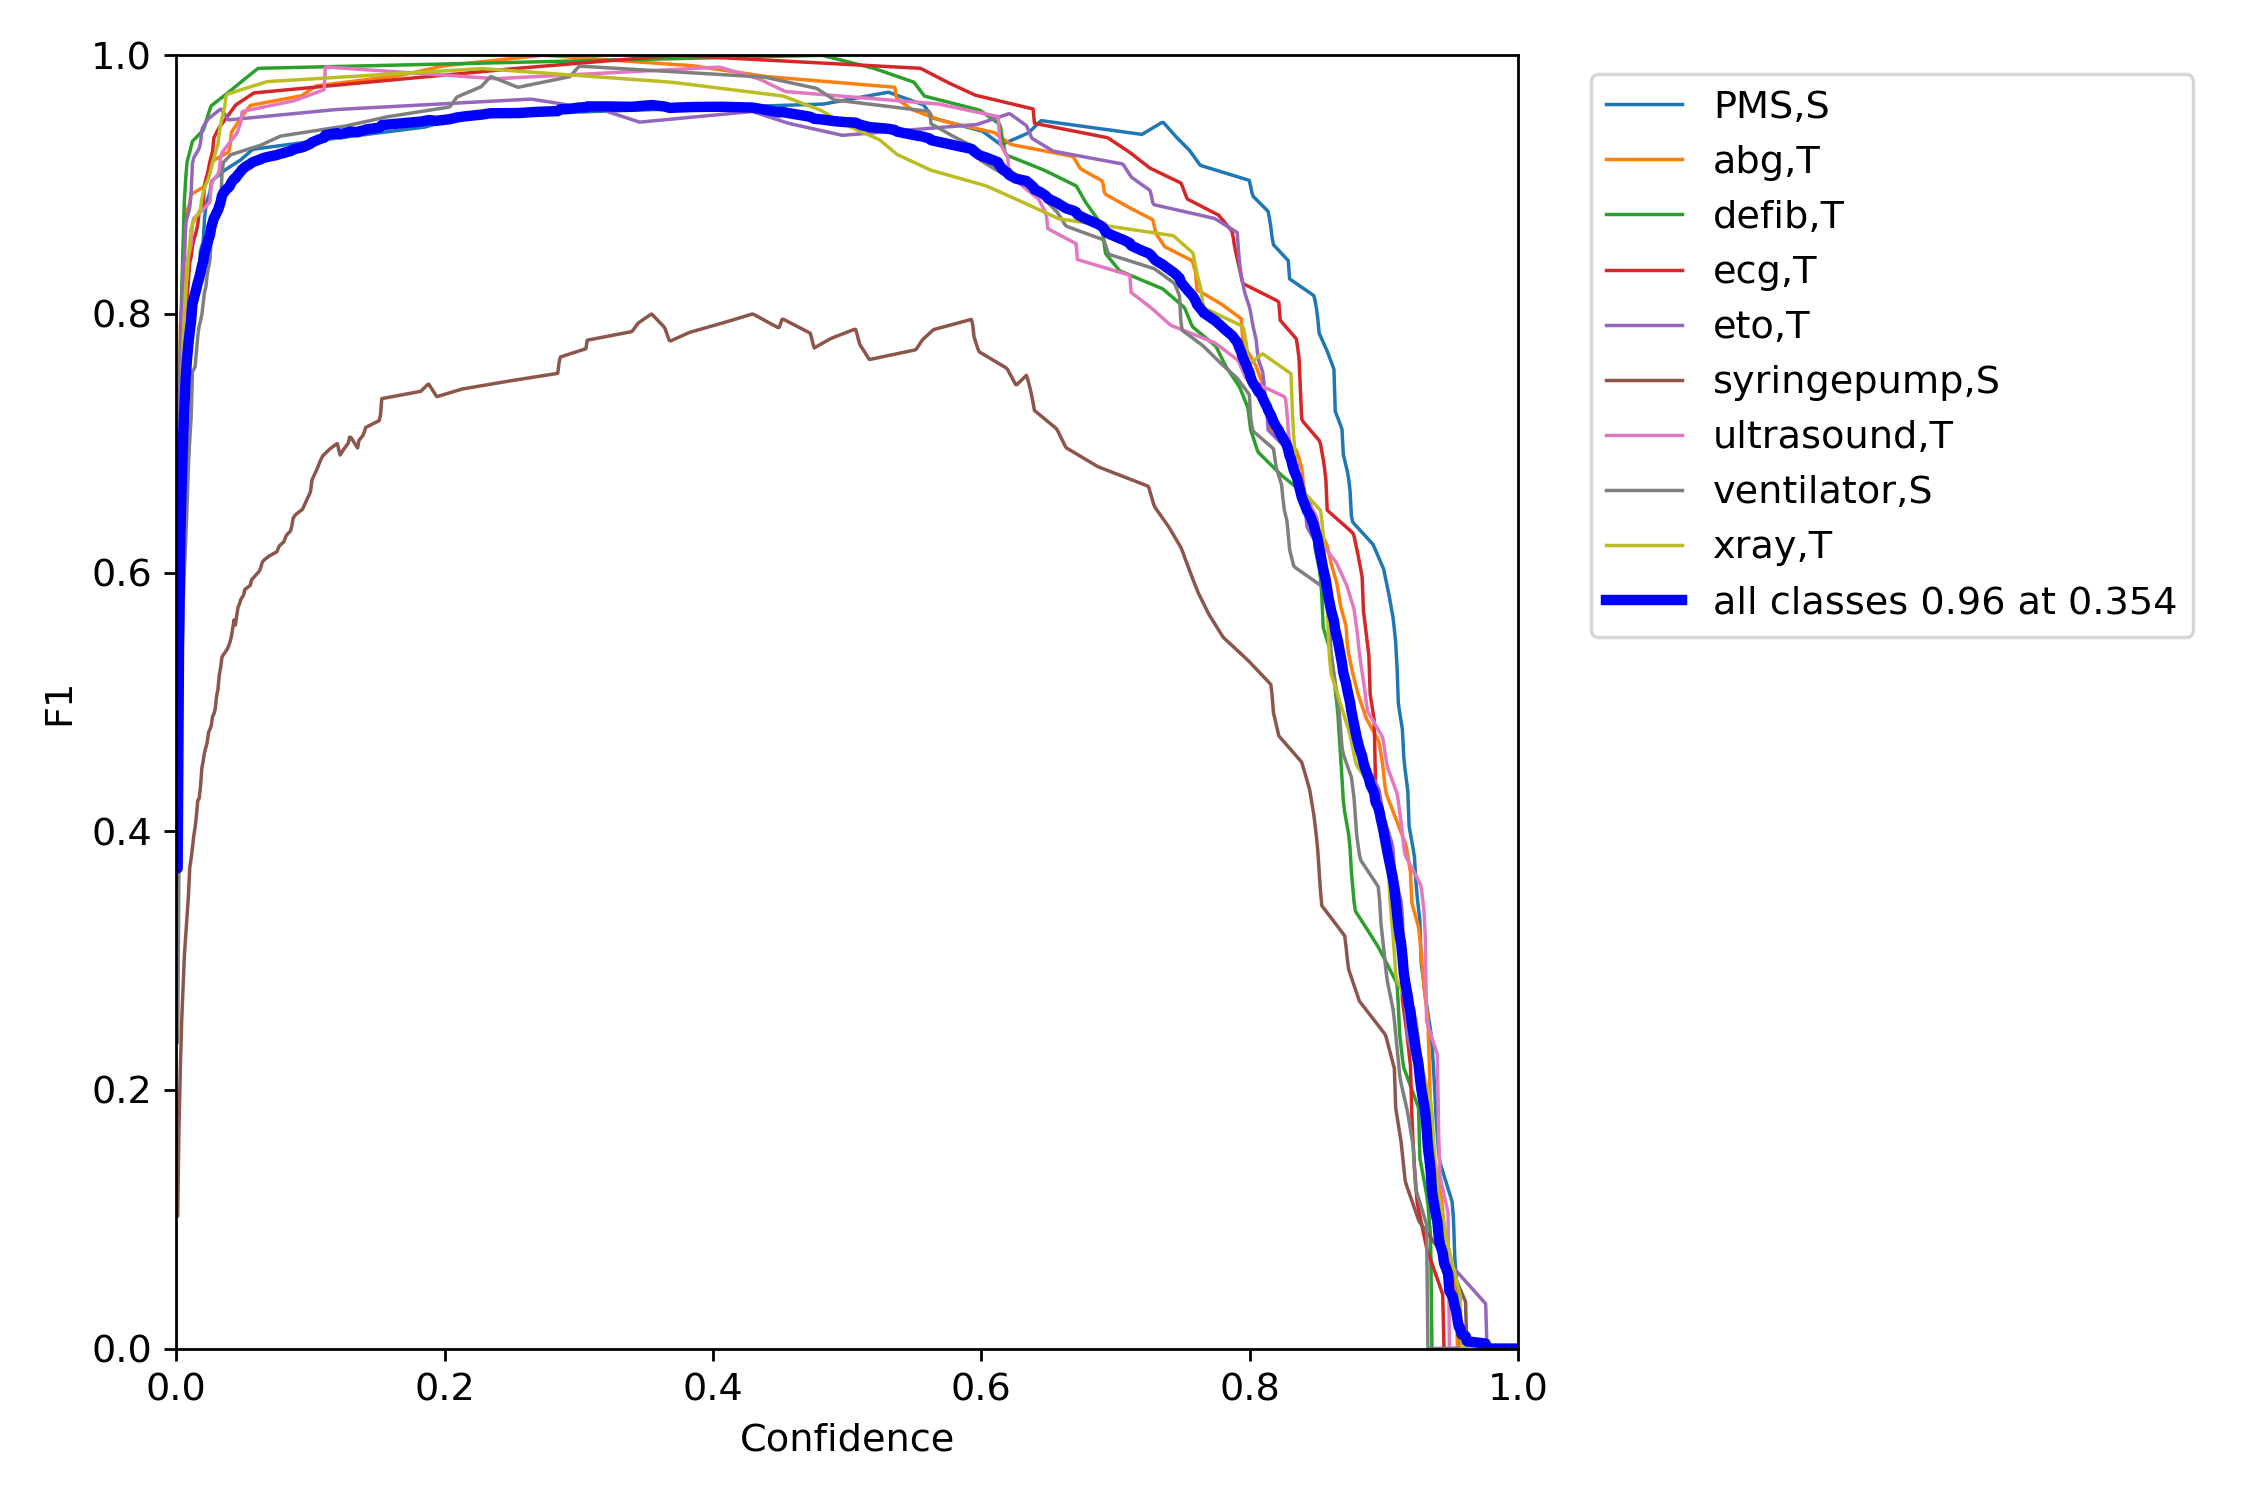 1.0
0.8
0.6
0.4
0.2
0.0
F1
0.0 0.2 0.4 0.6 0.8 1.0
Confidence
PMS,S
abg,T
defib,T
ecg,T
eto,T
syringepump,S
ultrasound,T
ventilator,S
xray,T
all classes 0.96 at 0.354